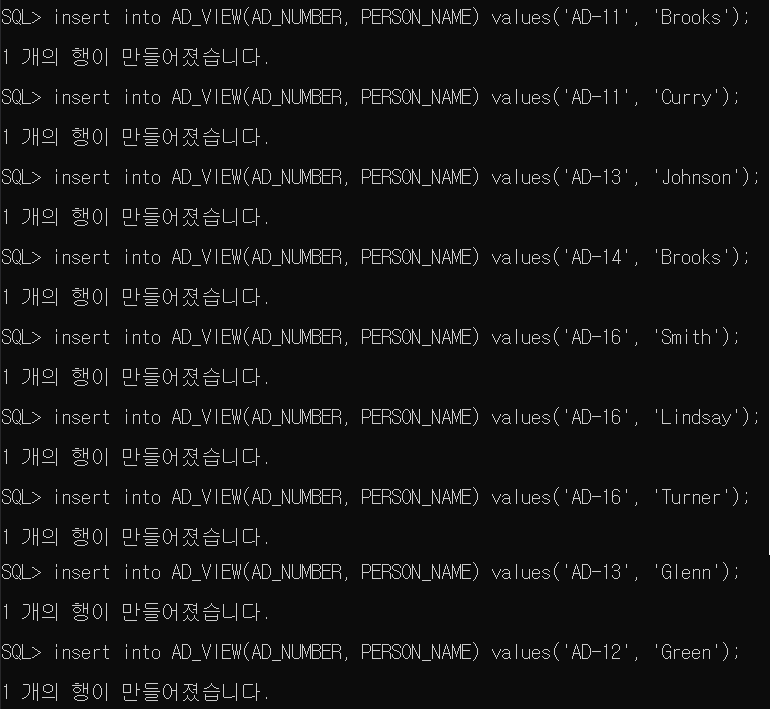 SQL> insert into AD_VIEW(AD_NUMBER, PERSON_NAME) values('AD-11', 'Brooks');
1 개의 행이 만들어졌습니다.
SQL> insert into AD_VIEW(AD_NUMBER, PERSON_NAME) values('AD-11', 'Curry');
1 개의 행이 만들어졌습니다.
SQL> insert into AD_VIEW(AD_NUMBER, PERSON_NAME) values('AD-13', 'Johnson');
1 개의 행이 만들어졌습니다.
SQL> insert into AD_VIEW(AD_NUMBER, PERSON_NAME) values('AD-14', 'Brooks');
1 개의 행이 만들어졌습니다.
SQL> insert into AD_VIEW(AD_NUMBER, PERSON_NAME) values('AD-16', 'Smith');
1 개의 행이 만들어졌습니다.
SQL> insert into AD_VIEW(AD_NUMBER, PERSON_NAME) values('AD-16', 'Lindsay');
1 개의 행이 만들어졌습니다.
SQL> insert into AD_VIEW(AD_NUMBER, PERSON_NAME) values('AD-16', 'Turner');
1 개의 행이 만들어졌습니다.
SQL> insert into AD_VIEW(AD_NUMBER, PERSON_NAME) values('AD-13', 'Glenn');
1 개의 행이 만들어졌습니다.
SQL> insert into AD_VIEW(AD_NUMBER, PERSON_NAME) values('AD-12', 'Green');
1 개의 행이 만들어졌습니다.